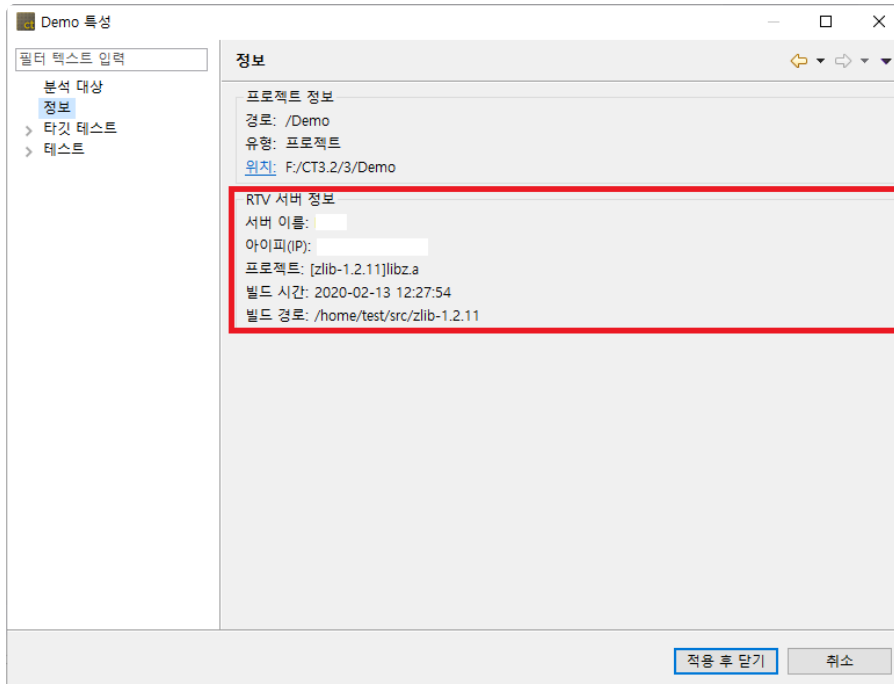 ct Demo 특성
필터 텍스트 입력
분석 대상
정보
타깃 테스트
테스트
정보
프로젝트 정보
경로: /Demo
유형: 프로젝트
위치: F:/CT3.2/3/Demo
RTV 서버 정보
서버 이름:
아이피(IP):
프로젝트: [zlib-1.2.11]libz.a
빌드 시간: 2020-02-13 12:27:54
빌드 경로: /home/test/src/zlib-1.2.11
적용 후 닫기
취소